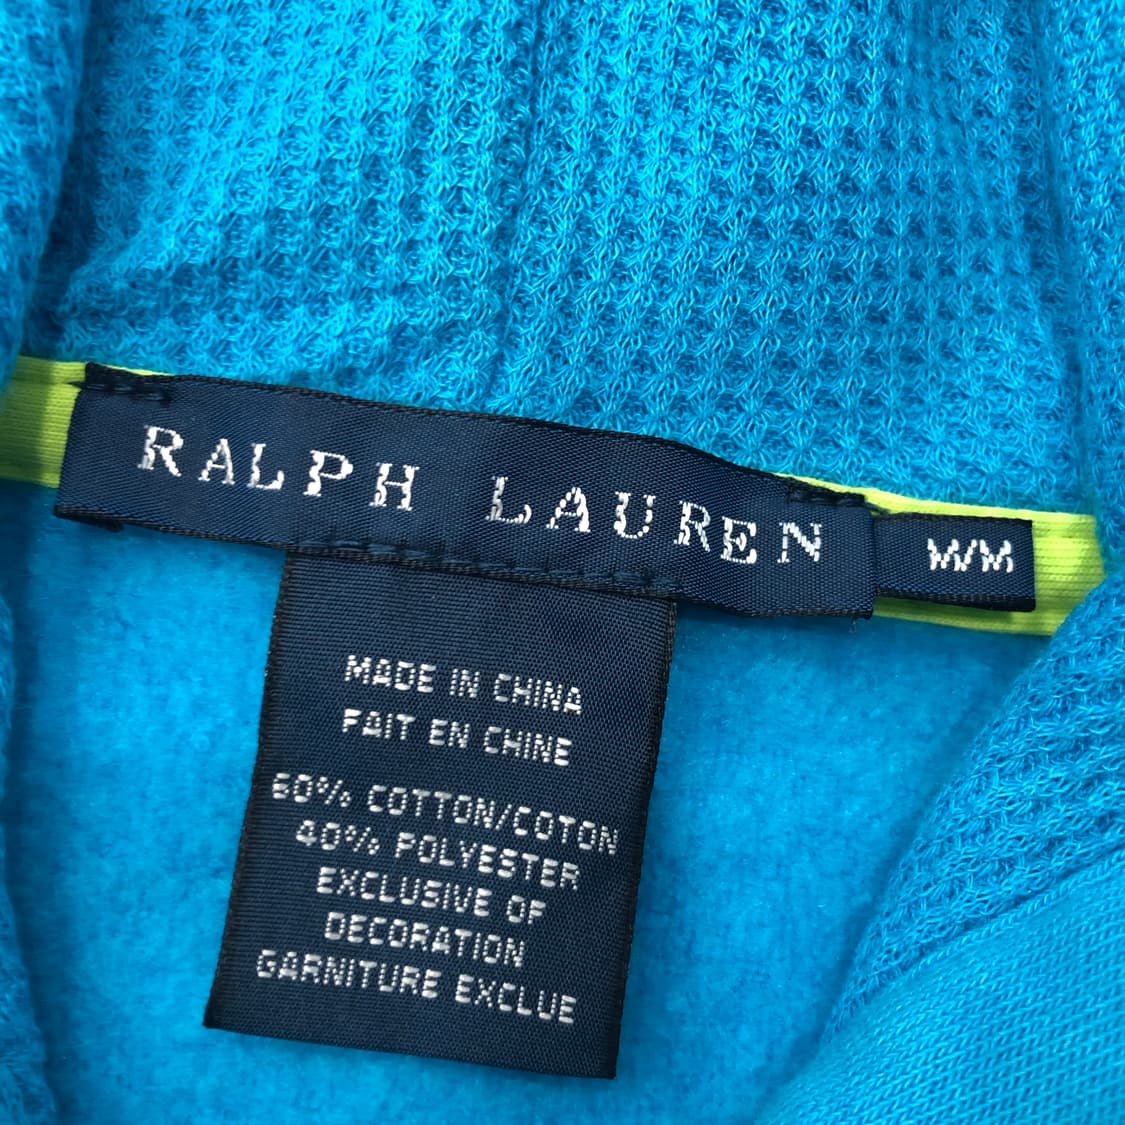 RALPH LAUREN
W/M
MADE IN CHINA
FAIT EN CHINE
60% COTTON/COTON
40% POLYESTER
EXCLUSIVE OF
DECORATION
GARNITURE EXCLUE